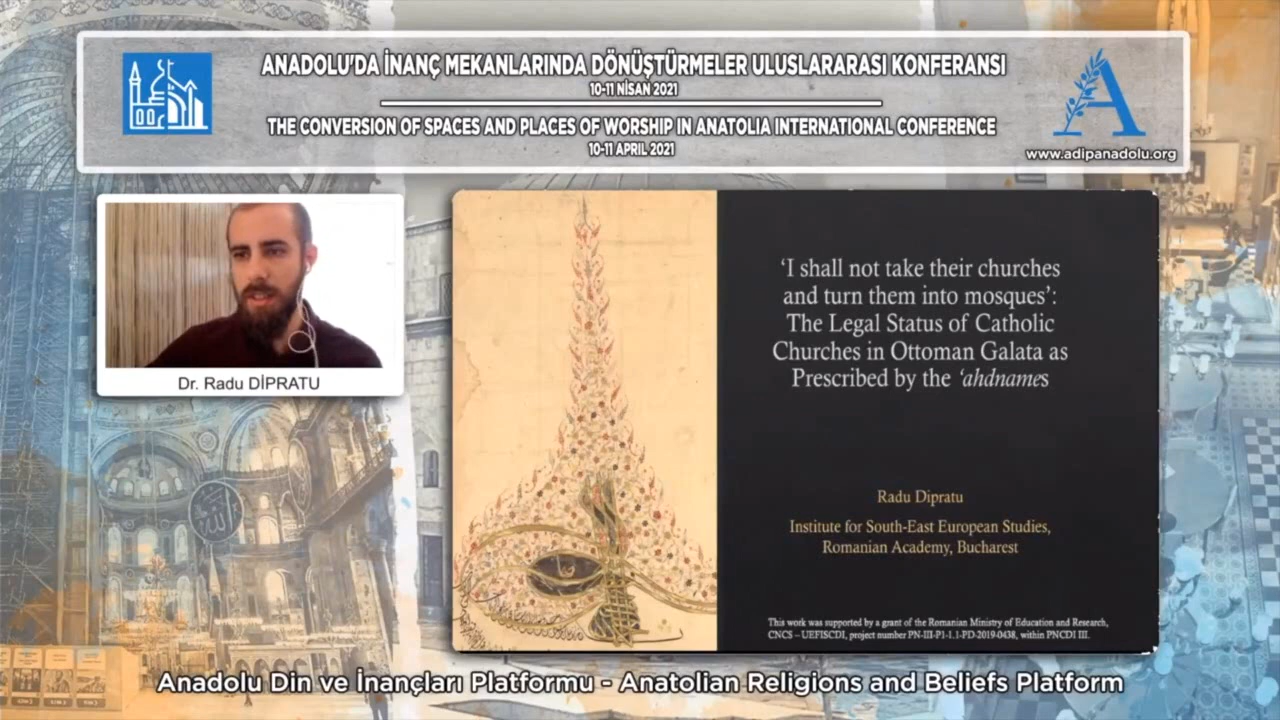 ANADOLU'DA İNANÇ MEKANLARINDA DÖNÜŞTÜRMELER ULUSLARARASI KONFERANSI
10-11 NİSAN 2021
THE CONVERSION OF SPACES AND PLACES OF WORSHIP IN ANATOLIA INTERNATIONAL CONFERENCE
10-11 APRIL 2021
www.adipanadolu.org
Dr. Radu DİPRATU
‘I shall not take their churches
and turn them into mosques’:
The Legal Status of Catholic
Churches in Ottoman Galata as
Prescribed by the ‘ahdnames
Radu Dipratu
Institute for South-East European Studies,
Romanian Academy, Bucharest
This work was supported by a grant of the Romanian Ministry of Education and Research,
CNCS – UEFISCDI, project number PN-III-P1-1.1-PD-2019-0438, within PNCDI III.
Anadolu Din ve İnançları Platformu - Anatolian Religions and Beliefs Platform